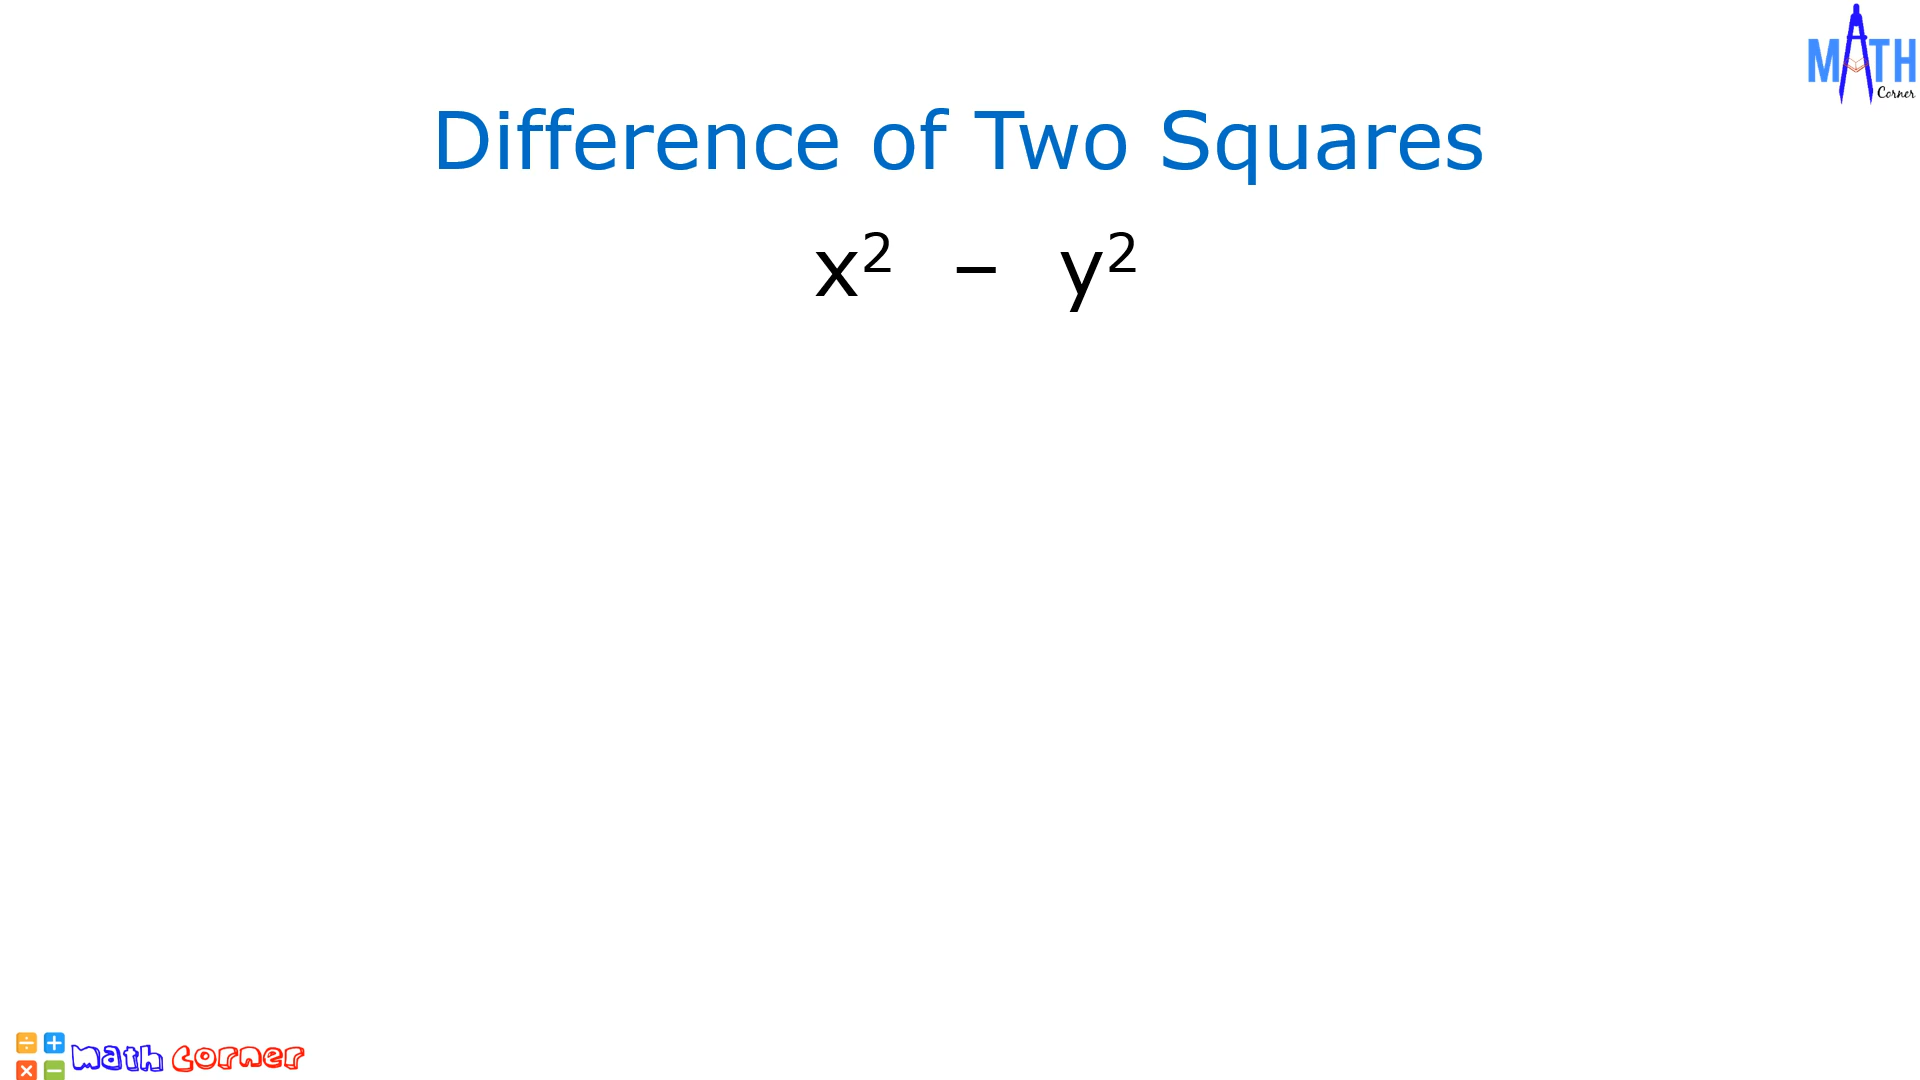 MATH
Corner
Difference of Two Squares
x² – y²
math corner